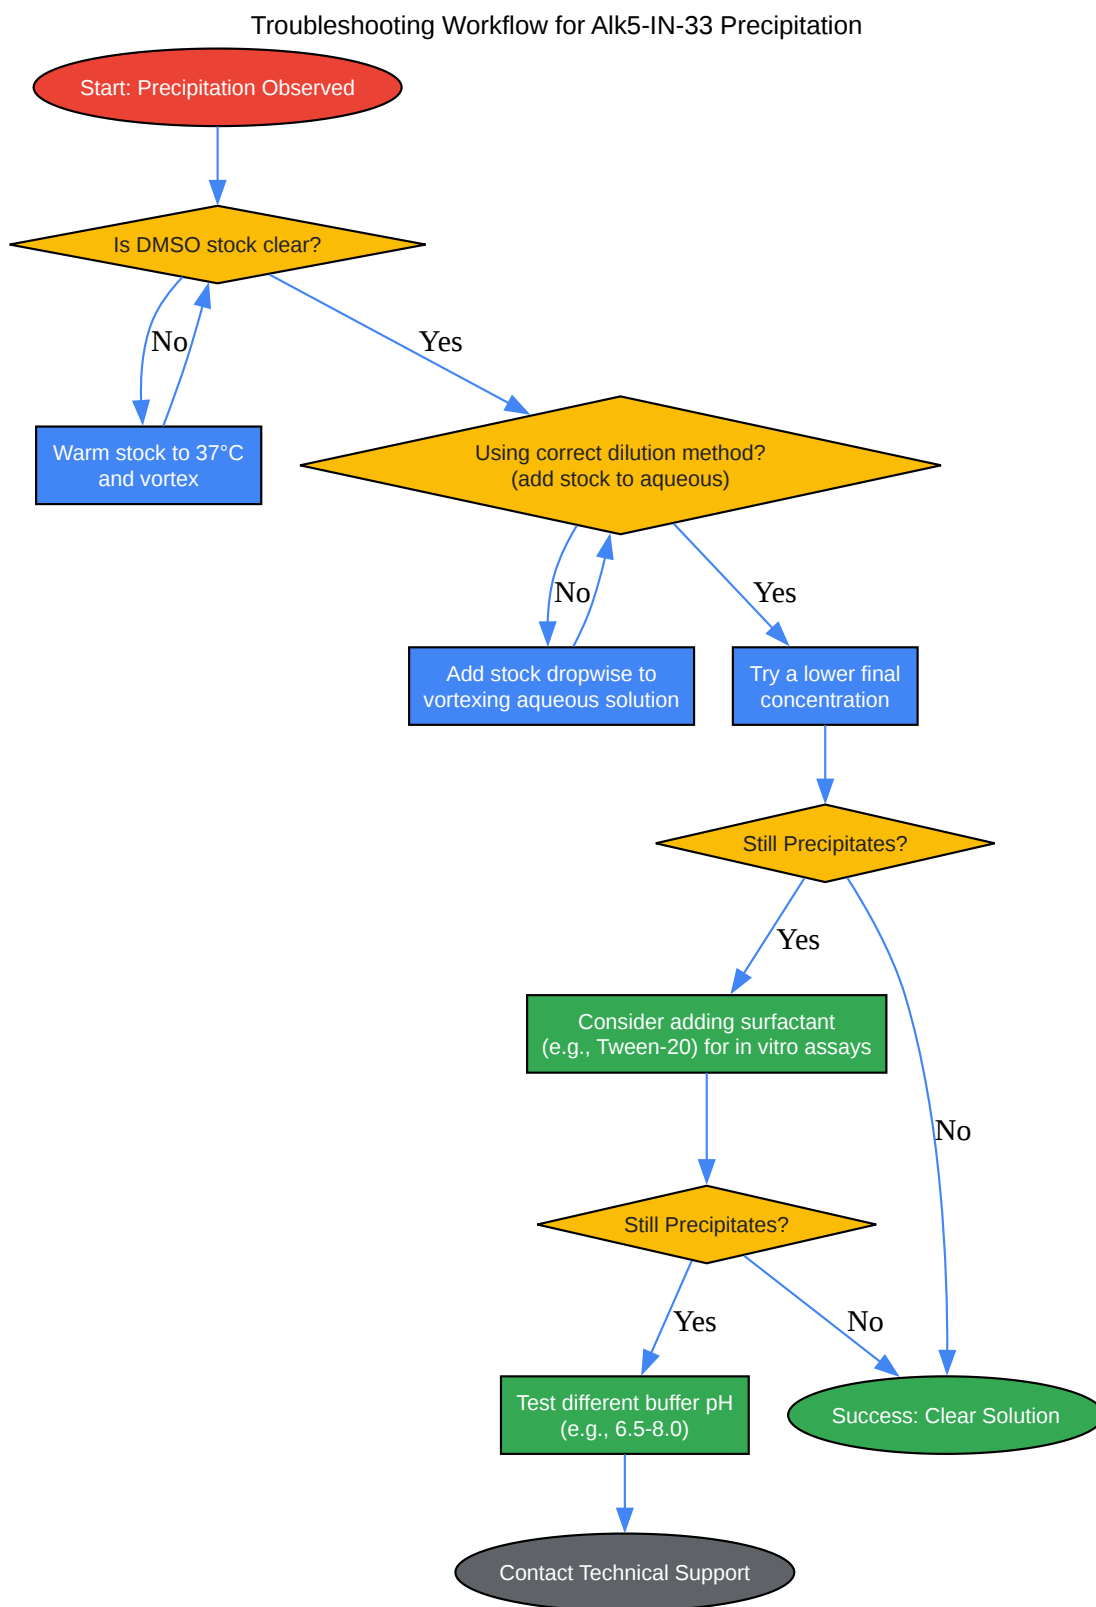 Troubleshooting Workflow for Alk5-IN-33 Precipitation
Start: Precipitation Observed
Is DMSO stock clear?
No
Yes
Warm stock to 37°C
and vortex
Using correct dilution method?
(add stock to aqueous)
No
Yes
Add stock dropwise to
vortexing aqueous solution
Try a lower final
concentration
Still Precipitates?
Yes
Consider adding surfactant
(e.g., Tween-20) for in vitro assays
No
Still Precipitates?
Yes
No
Test different buffer pH
(e.g., 6.5-8.0)
Success: Clear Solution
Contact Technical Support